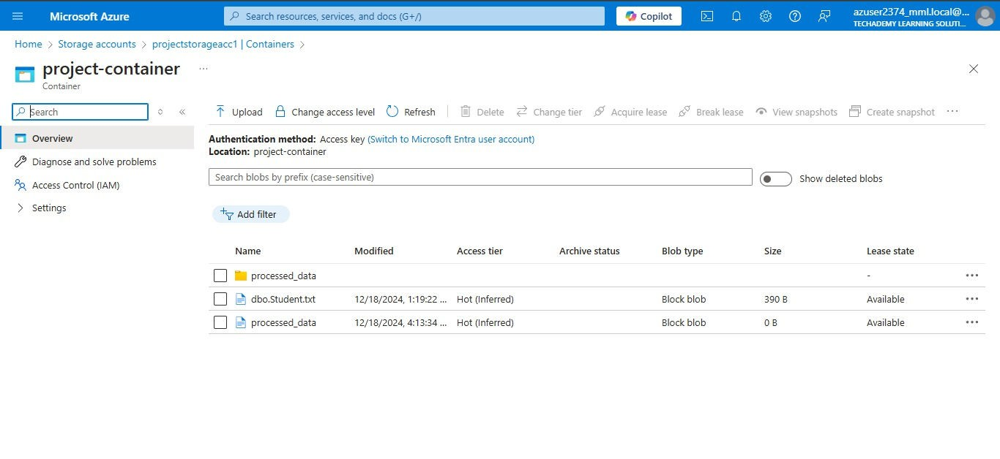 Microsoft Azure
Search resources, services, and docs (G+/)
Copilot
azuser2374_mml.local@...
TECHADEMY LEARNING SOLUTI...
Home > Storage accounts > projectstorageacc1 | Containers >
project-container
...
Container
Search
Upload Change access level Refresh Delete Change tier Acquire lease Break lease View snapshots Create snapshot ...
Overview
Diagnose and solve problems
Access Control (IAM)
Settings
Authentication method: Access key (Switch to Microsoft Entra user account)
Location: project-container
Search blobs by prefix (case-sensitive)
Show deleted blobs
Add filter
Name Modified Access tier Archive status Blob type Size Lease state
processed_data - ...
dbo.Student.txt 12/18/2024, 1:19:22 ... Hot (Inferred) Block blob 390 B Available ...
processed_data 12/18/2024, 4:13:34 ... Hot (Inferred) Block blob 0 B Available ...